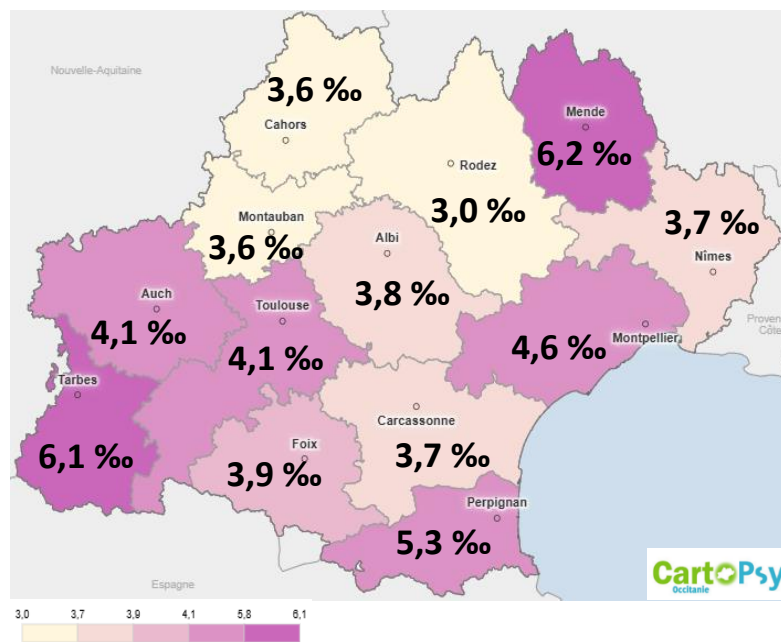 Nouvelle-Aquitaine
3,6 ‰
Cahors
Mende
6,2 ‰
Rodez
3,0 ‰
Montauban
3,6 ‰
Albi
3,8 ‰
3,7 ‰
Nîmes
Auch
4,1 ‰
Toulouse
4,1 ‰
4,6 ‰
Montpellier
Proven
Côte
Tarbes
6,1 ‰
Foix
3,9 ‰
Carcassonne
3,7 ‰
Perpignan
5,3 ‰
Espagne
CartoPsy
Occitanie
3,0 3,7 3,9 4,1 5,8 6,1